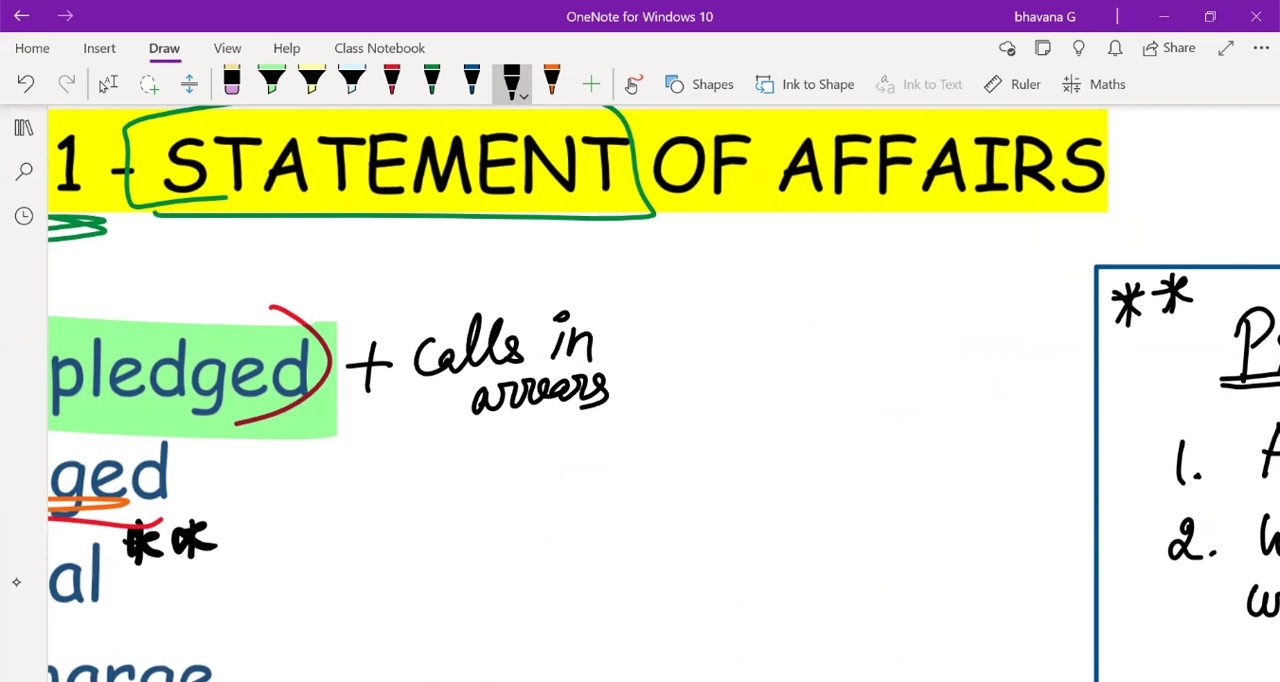 OneNote for Windows 10
bhavana G
Home Insert Draw View Help Class Notebook Share
Shapes Ink to Shape Ink to Text Ruler Maths
1 - STATEMENT OF AFFAIRS
pledged + calls in
arrears
ged
**
al
**
1.
2.